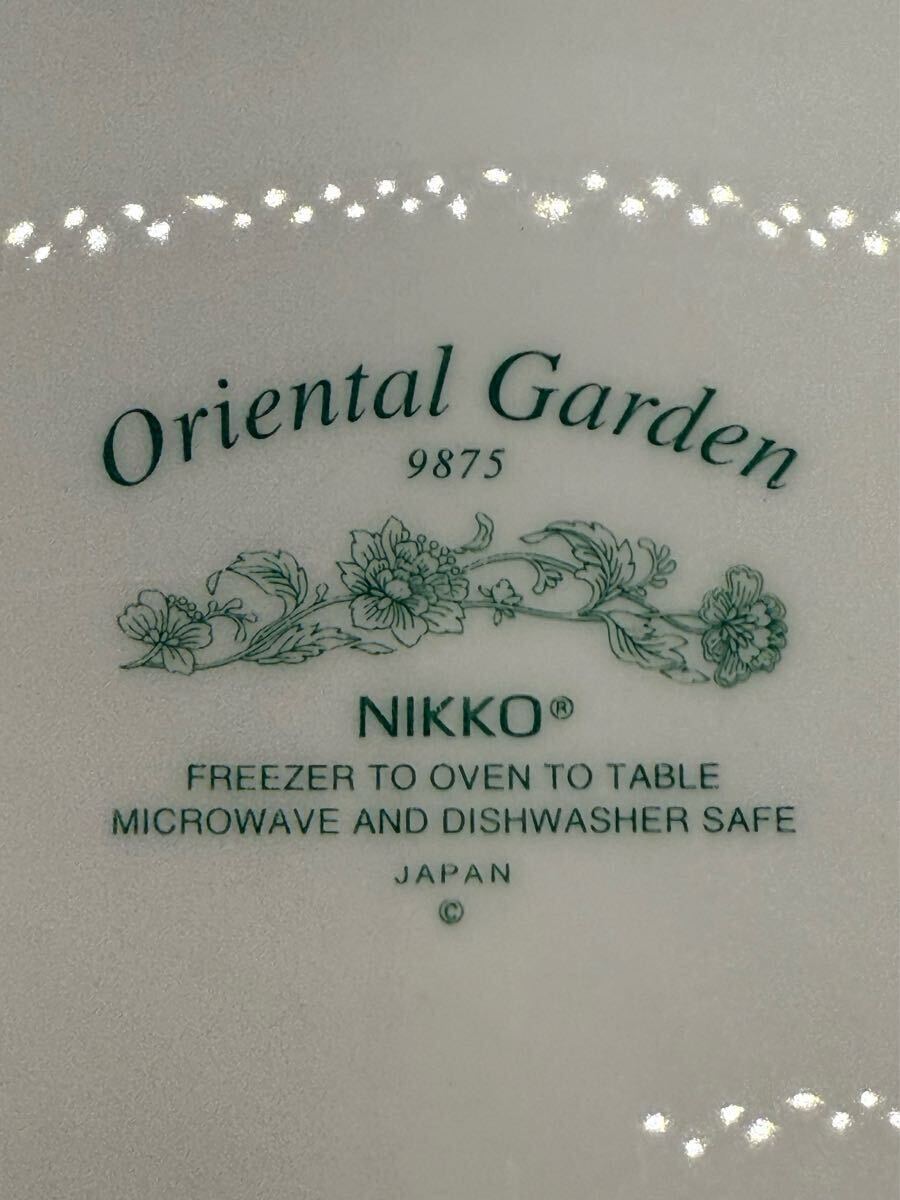 Oriental Garden
9875
NIKKO®
FREEZER TO OVEN TO TABLE
MICROWAVE AND DISHWASHER SAFE
JAPAN
©